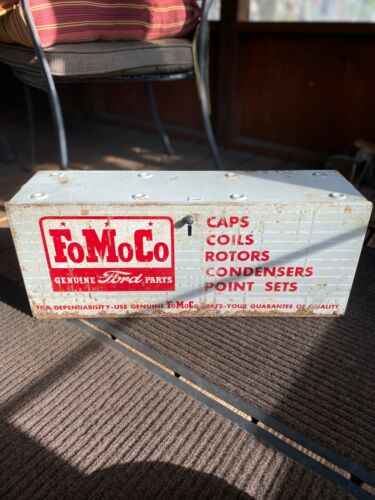 FoMoCo
GENUINE Ford PARTS
CAPS
COILS
ROTORS
CONDENSERS
POINT SETS
FOR DEPENDABILITY-USE GENUINE FoMoCo PARTS-YOUR GUARANTEE OF QUALITY